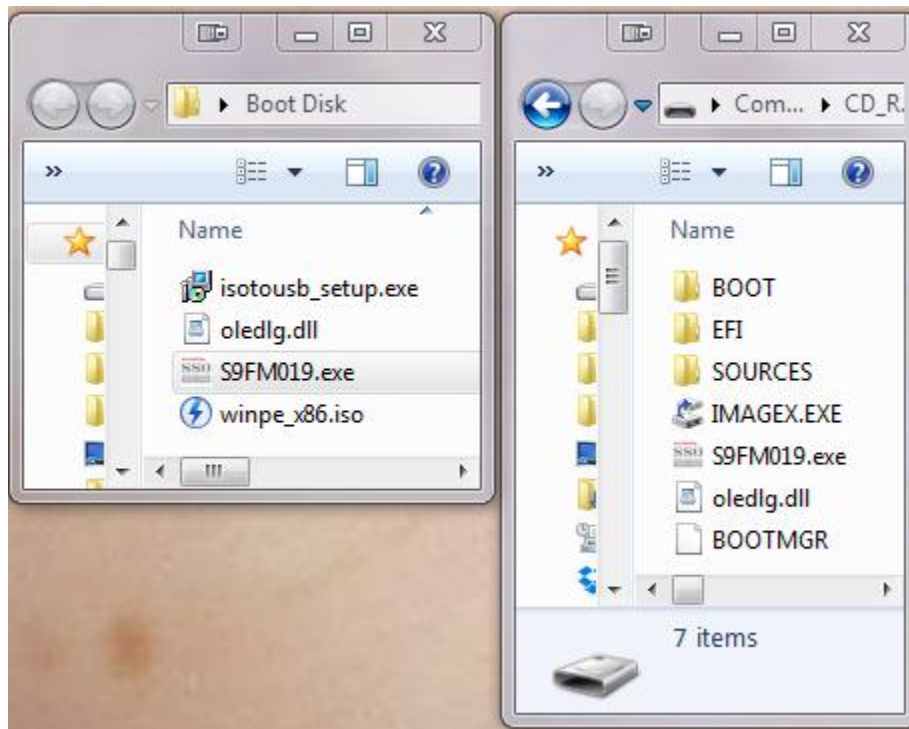 Boot Disk
Name
isotousb_setup.exe
oledlg.dll
S9FM019.exe
winpe_x86.iso
Com...
CD_R.
Name
BOOT
EFI
SOURCES
IMAGEX.EXE
S9FM019.exe
oledlg.dll
BOOTMGR
7 items